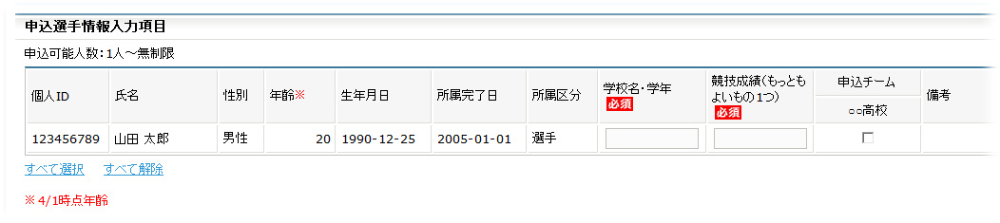 申込選手情報入力項目
申込可能人数：1人～無制限
個人ID 氏名 性別 年齢※ 生年月日 所属完了日 所属区分 学校名・学年 必須 競技成績（もっとも よいもの1つ） 必須 申込チーム ○○高校 備考
123456789 山田 太郎 男性 20 1990-12-25 2005-01-01 選手
すべて選択 すべて解除
※ 4/1時点年齢